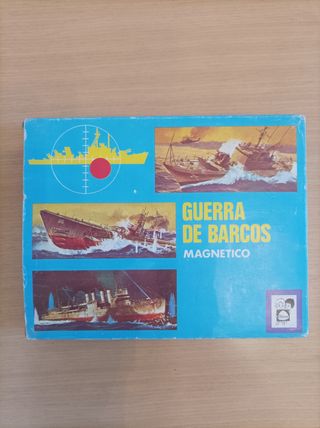 GUERRA
DE BARCOS
MAGNETICO